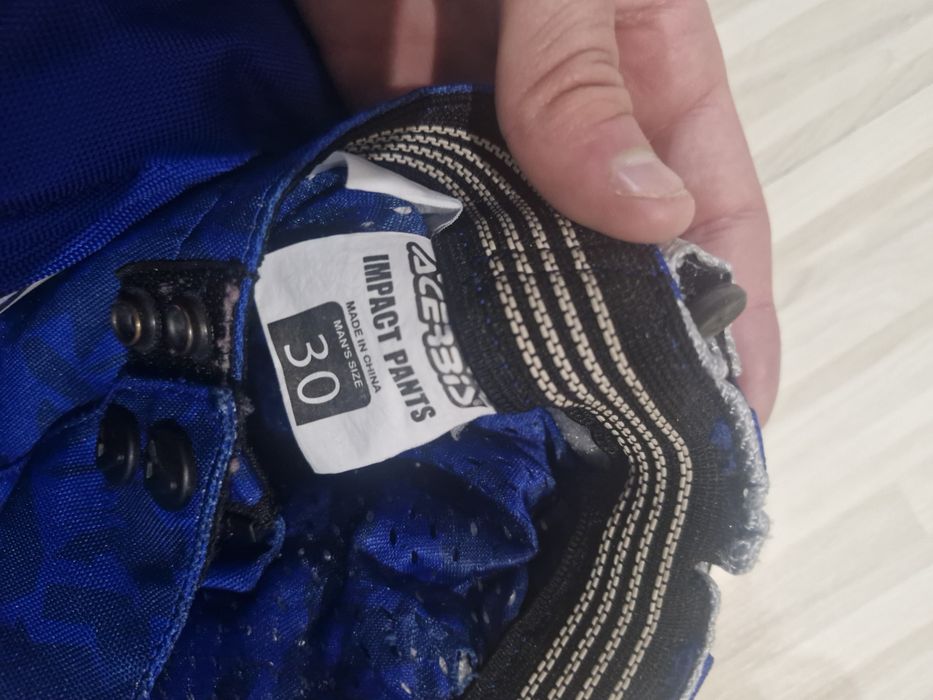 ACERBIS
IMPACT PANTS
MADE IN CHINA
MAN'S SIZE
30